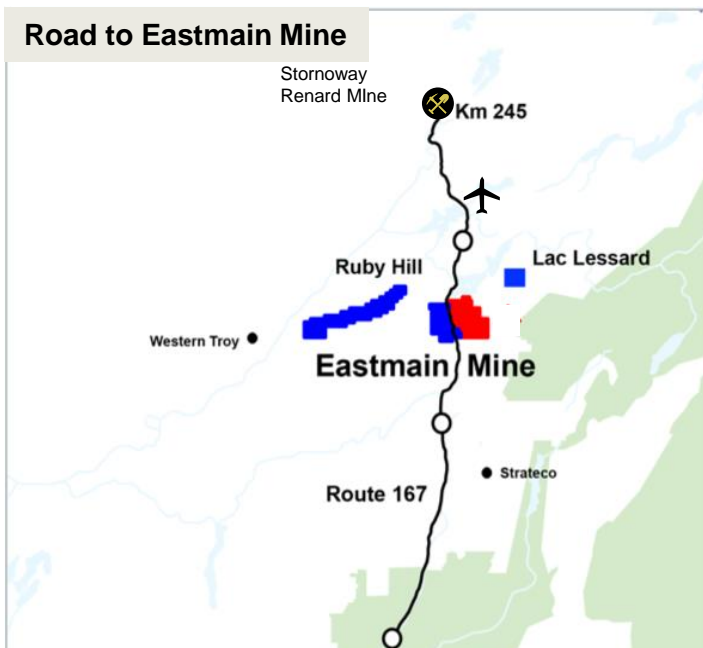 Road to Eastmain Mine
Stornoway
Renard MIne
Km 245
Lac Lessard
Ruby Hill
Western Troy
Eastmain Mine
Strateco
Route 167